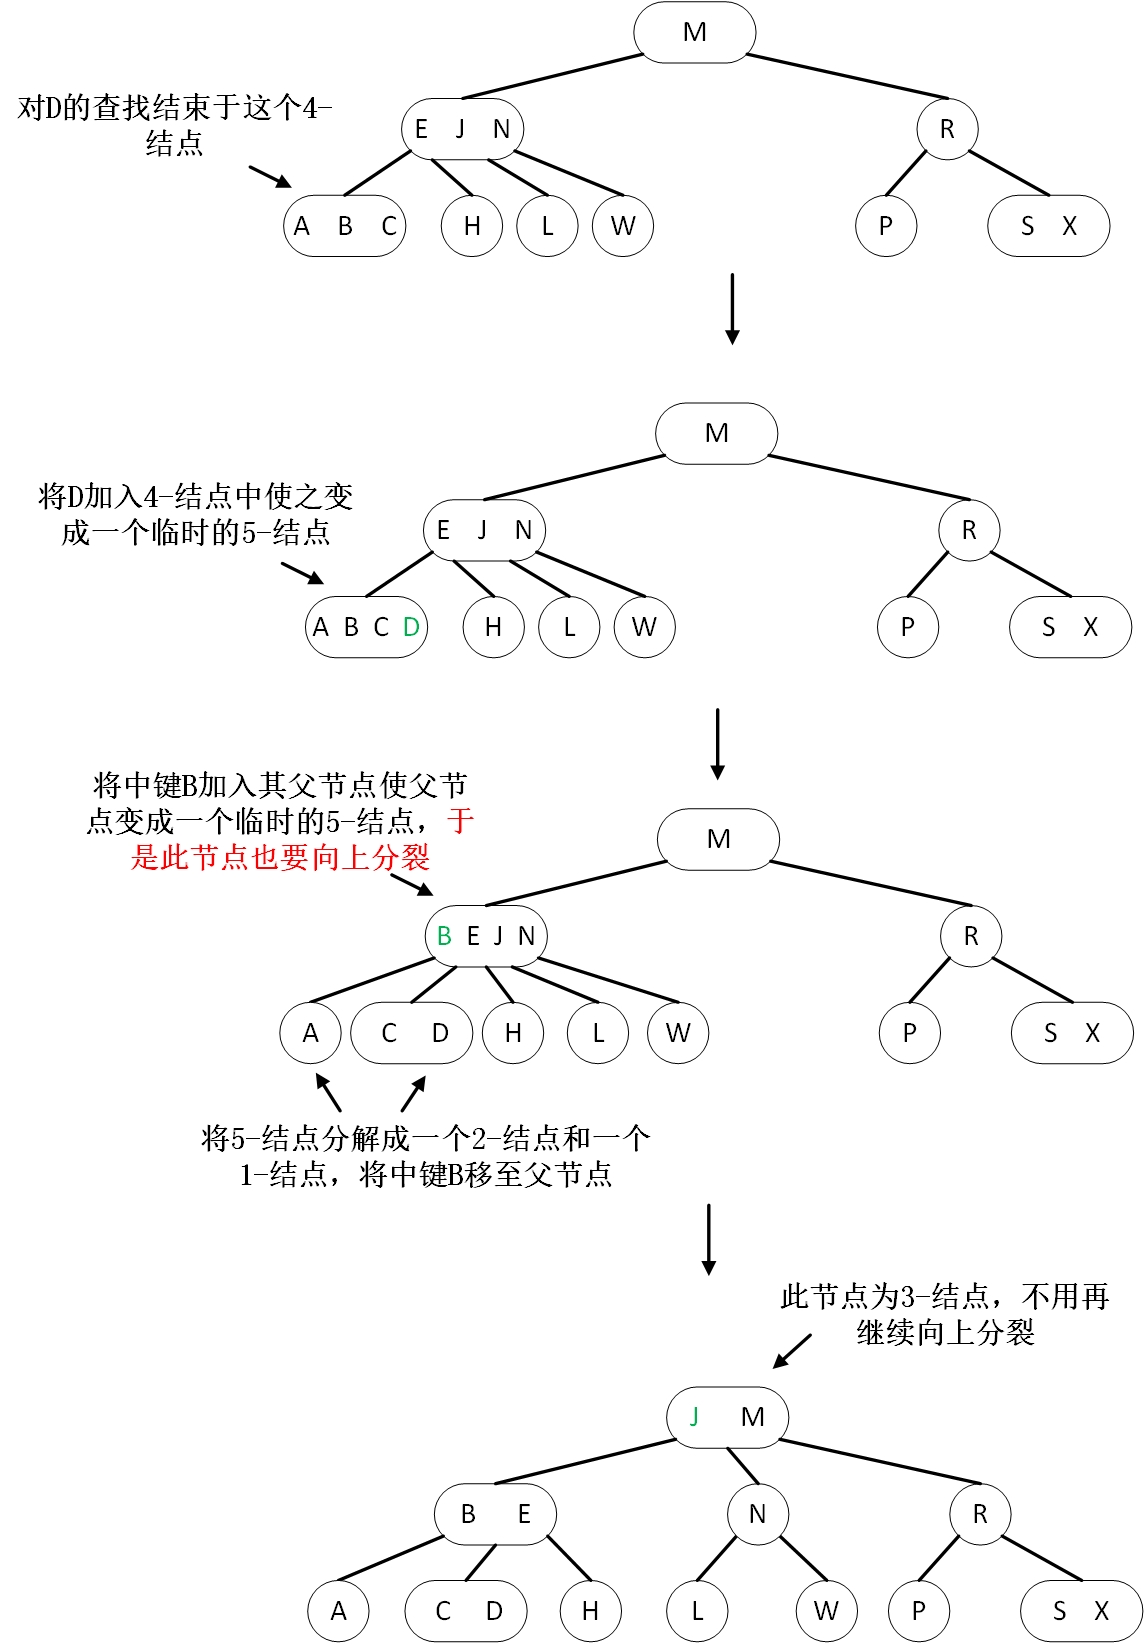 M
对D的查找结束于这个4-
结点
E J N R
A B C H L W P S X
M
将D加入4-结点中使之变
成一个临时的5-结点
E J N R
A B C D H L W P S X
将中键B加入其父节点使父节
点变成一个临时的5-结点，于
是此节点也要向上分裂
M
B E J N R
A C D H L W P S X
将5-结点分解成一个2-结点和一个
1-结点，将中键B移至父节点
此节点为3-结点，不用再
继续向上分裂
J M
B E N R
A C D H L W P S X